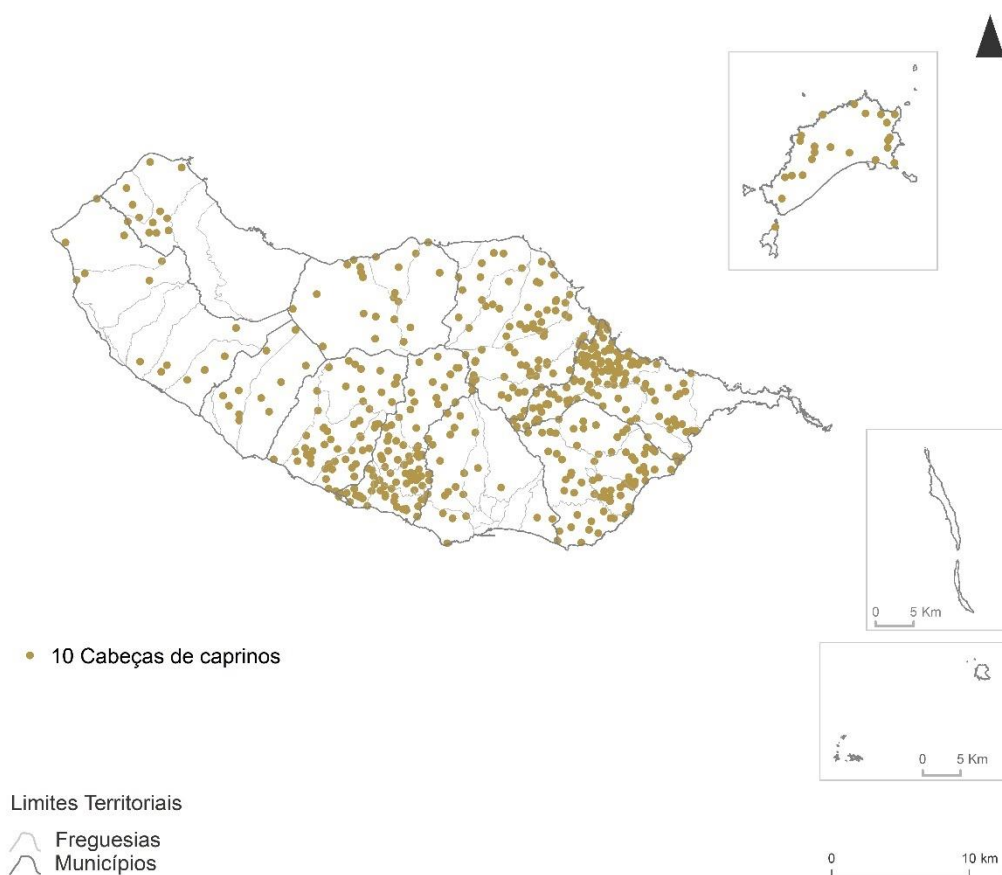 0 5 Km
10 Cabeças de caprinos
0 5 Km
Limites Territoriais
Freguesias
Municípios
0 10 km